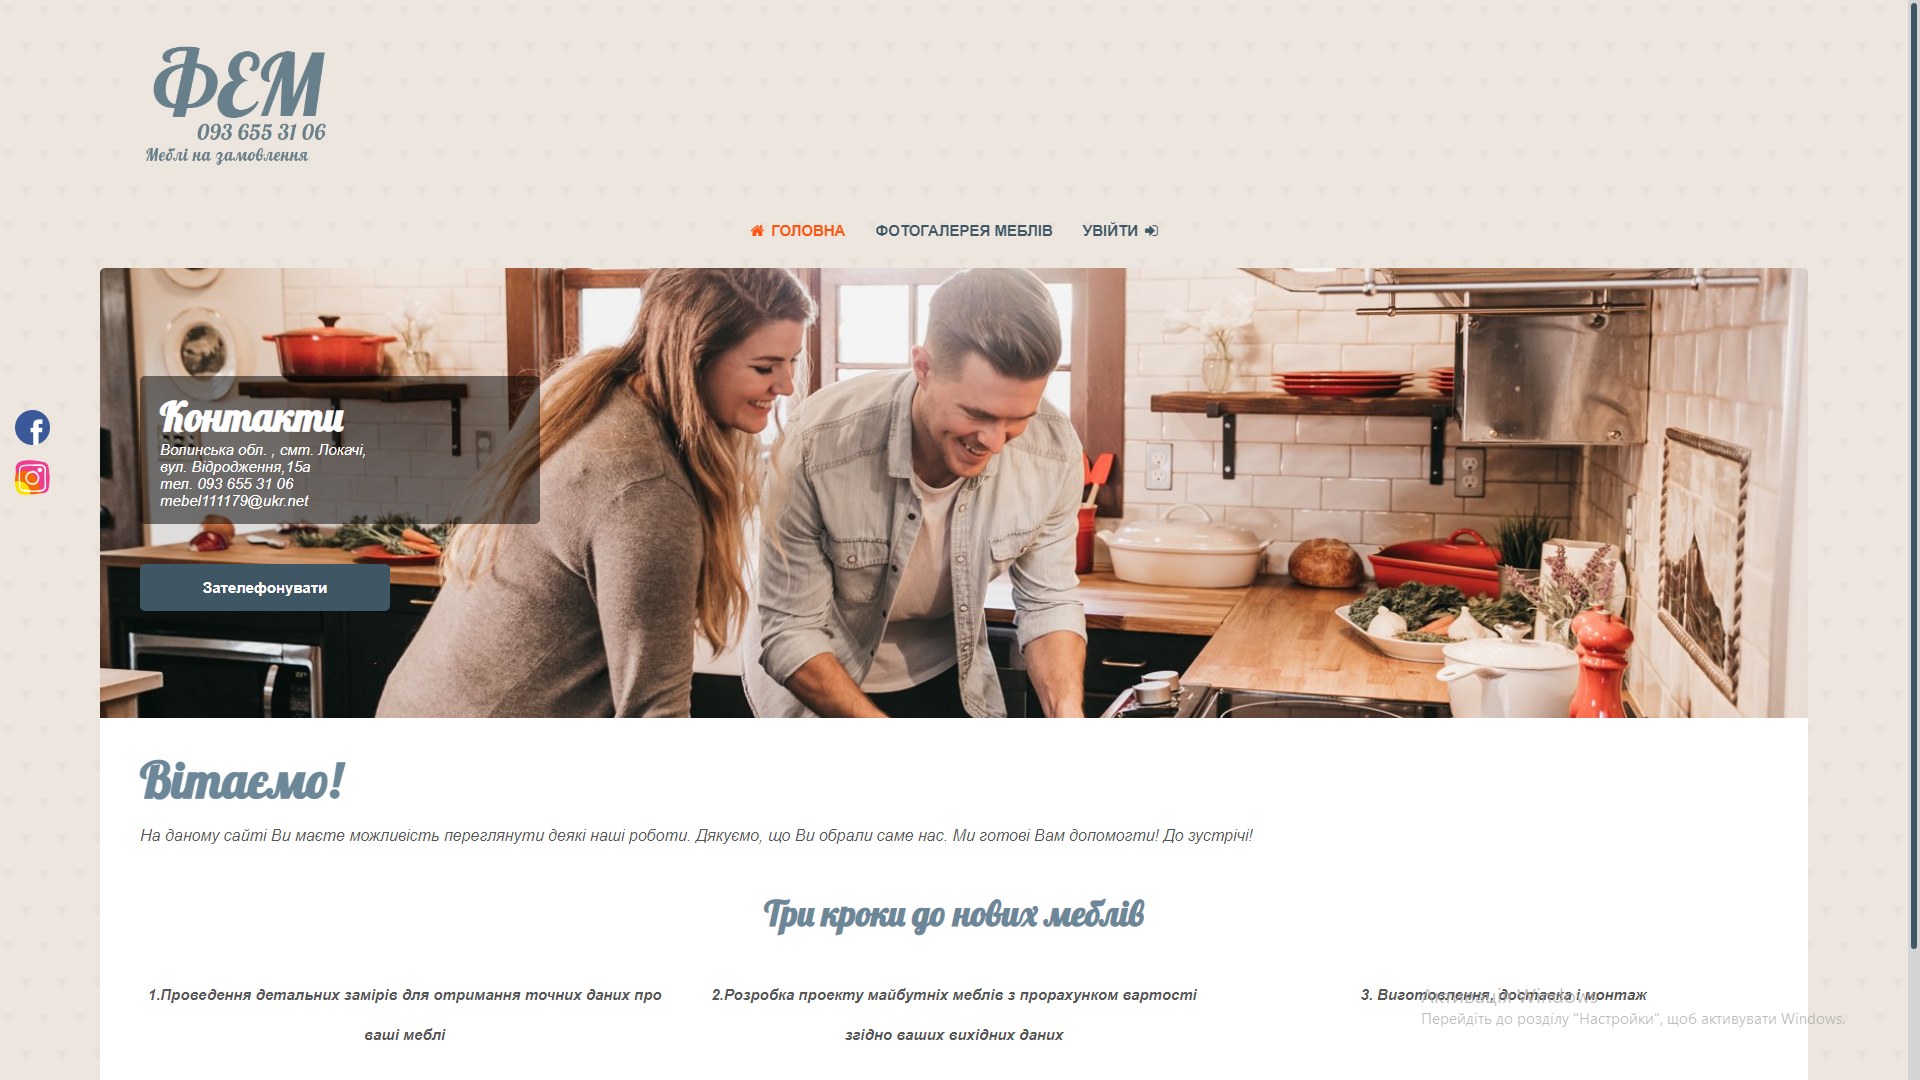 ФЕМ
093 655 31 06
Меблі на замовлення
ГОЛОВНА
ФОТОГАЛЕРЕЯ МЕБЛІВ
УВІЙТИ
Контакти
Волинська обл. , смт. Локачі,
вул. Відродження,15а
тел. 093 655 31 06
mebel111179@ukr.net
Зателефонувати
Вітаємо!
На даному сайті Ви маєте можливість переглянути деякі наші роботи. Дякуємо, що Ви обрали саме нас. Ми готові Вам допомогти! До зустрічі!
Три кроки до нових меблів
1.Проведення детальних замірів для отримання точних даних про
ваші меблі
2.Розробка проекту майбутніх меблів з прорахунком вартості
згідно ваших вихідних даних
3. Виготовлення, доставка і монтаж
Активація Windows
Перейдіть до розділу "Настройки", щоб активувати Windows.